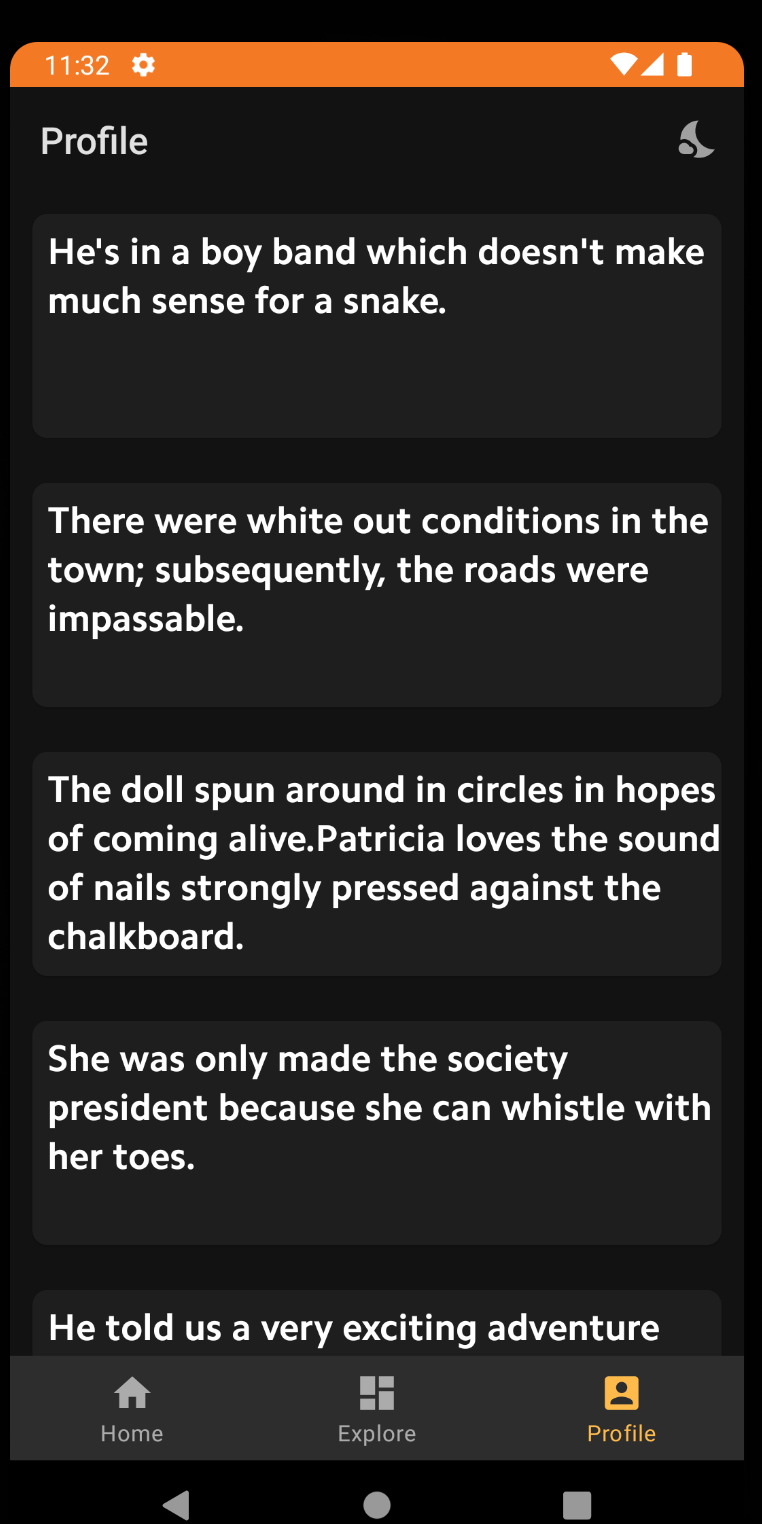 11:32
Profile
He's in a boy band which doesn't make
much sense for a snake.
There were white out conditions in the
town; subsequently, the roads were
impassable.
The doll spun around in circles in hopes
of coming alive.Patricia loves the sound
of nails strongly pressed against the
chalkboard.
She was only made the society
president because she can whistle with
her toes.
He told us a very exciting adventure
Home
Explore
Profile